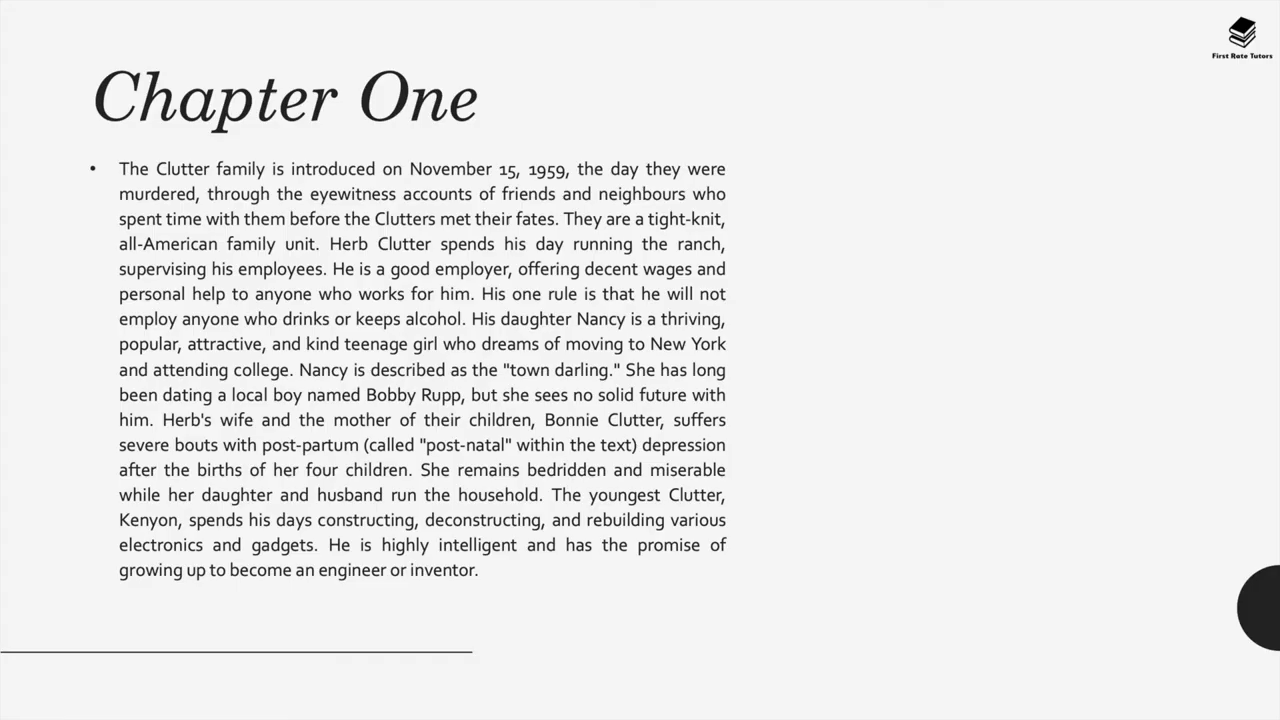 First Rate Tutors
Chapter One
• The Clutter family is introduced on November 15, 1959, the day they were
murdered, through the eyewitness accounts of friends and neighbours who
spent time with them before the Clutters met their fates. They are a tight-knit,
all-American family unit. Herb Clutter spends his day running the ranch,
supervising his employees. He is a good employer, offering decent wages and
personal help to anyone who works for him. His one rule is that he will not
employ anyone who drinks or keeps alcohol. His daughter Nancy is a thriving,
popular, attractive, and kind teenage girl who dreams of moving to New York
and attending college. Nancy is described as the "town darling." She has long
been dating a local boy named Bobby Rupp, but she sees no solid future with
him. Herb's wife and the mother of their children, Bonnie Clutter, suffers
severe bouts with post-partum (called "post-natal" within the text) depression
after the births of her four children. She remains bedridden and miserable
while her daughter and husband run the household. The youngest Clutter,
Kenyon, spends his days constructing, deconstructing, and rebuilding various
electronics and gadgets. He is highly intelligent and has the promise of
growing up to become an engineer or inventor.